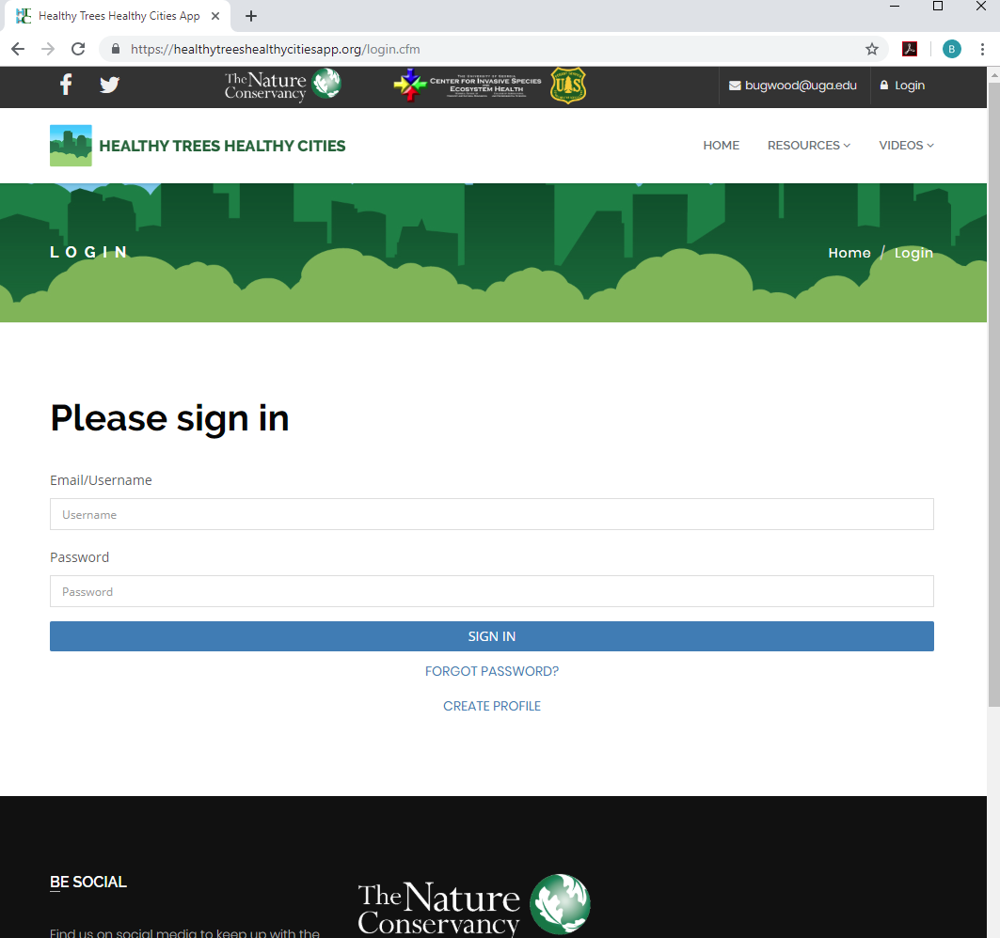 Healthy Trees Healthy Cities App
https://healthytreeshealthycitiesapp.org/login.cfm
B
The Nature
Conservancy
THE UNIVERSITY OF GEORGIA
CENTER FOR INVASIVE SPECIES
ECOSYSTEM HEALTH
U S
bugwood@uga.edu
Login
HEALTHY TREES HEALTHY CITIES
HOME
RESOURCES
VIDEOS
LOGIN
Home / Login
Please sign in
Email/Username
Username
Password
Password
SIGN IN
FORGOT PASSWORD?
CREATE PROFILE
BE SOCIAL
The Nature
Conservancy
Find us on social media to keep up with the